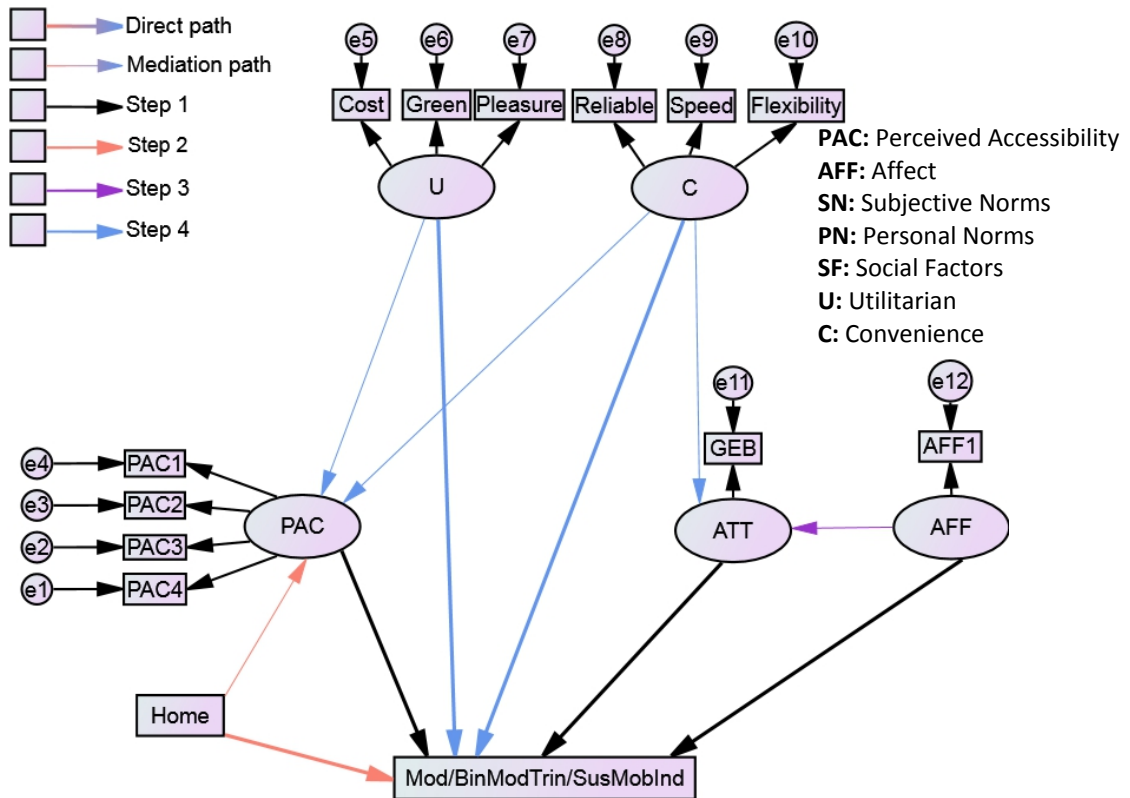 Direct path
Mediation path
Step 1
Step 2
Step 3
Step 4
e5 e6 e7 e8 e9 e10
Cost Green Pleasure Reliable Speed Flexibility
U C
PAC: Perceived Accessibility
AFF: Affect
SN: Subjective Norms
PN: Personal Norms
SF: Social Factors
U: Utilitarian
C: Convenience
e11 e12
GEB AFF1
e4 PAC1
e3 PAC2
e2 PAC3
e1 PAC4
PAC ATT AFF
Home
Mod/BinModTrin/SusMobInd